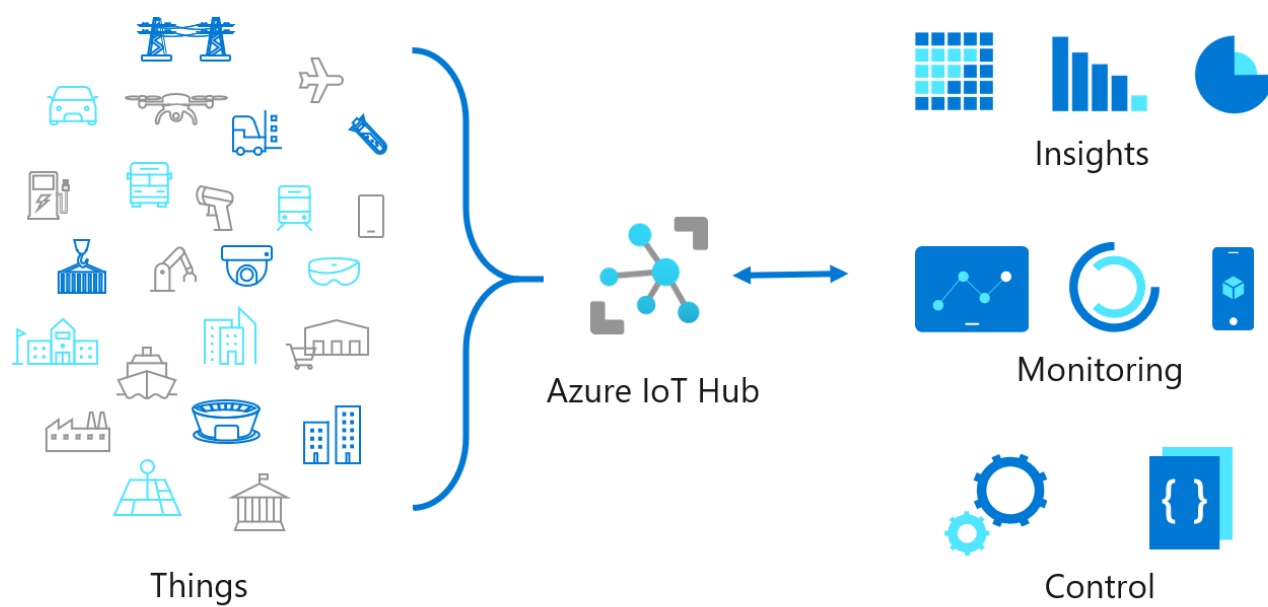 Insights
Azure IoT Hub
Monitoring
{ }
Things
Control